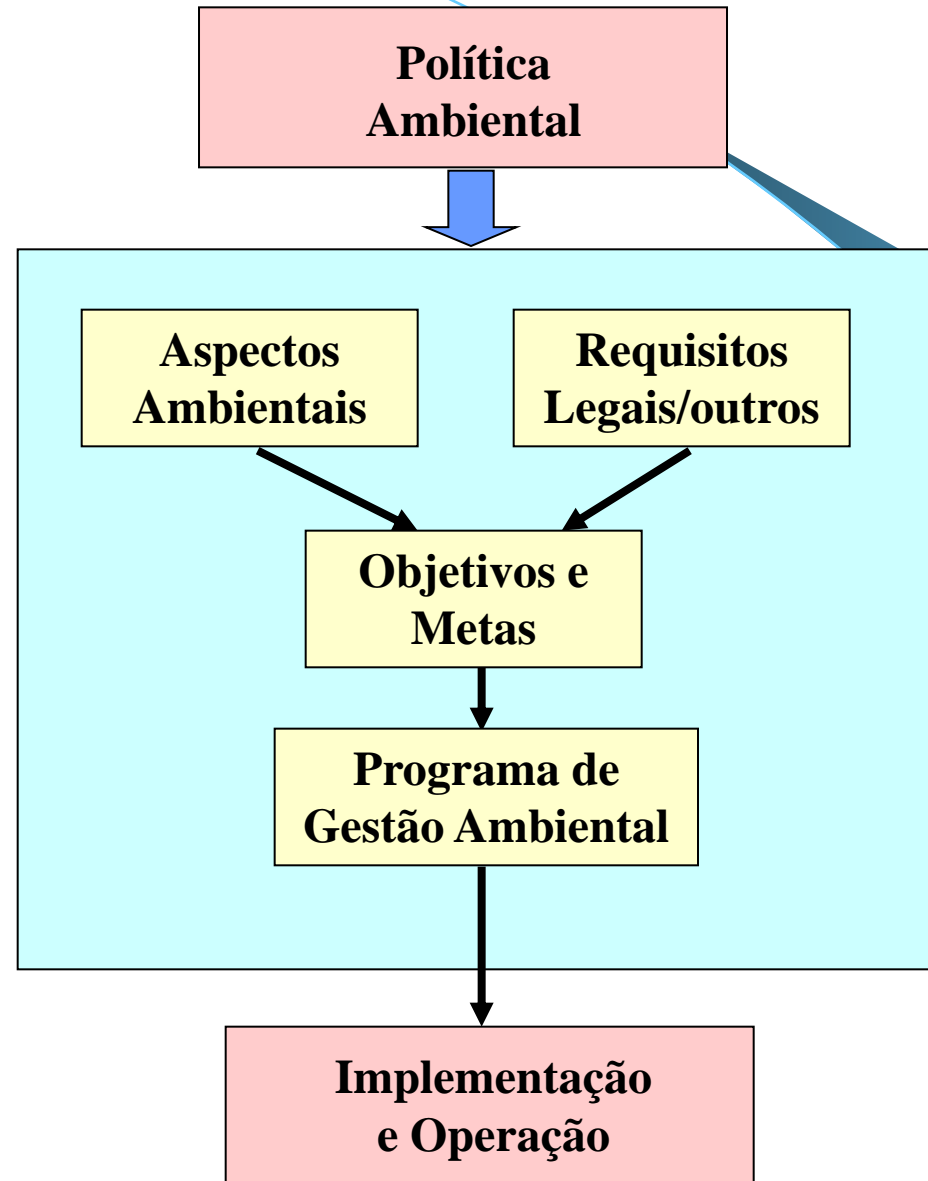 Política
Ambiental
Aspectos
Ambientais
Requisitos
Legais/outros
Objetivos e
Metas
Programa de
Gestão Ambiental
Implementação
e Operação